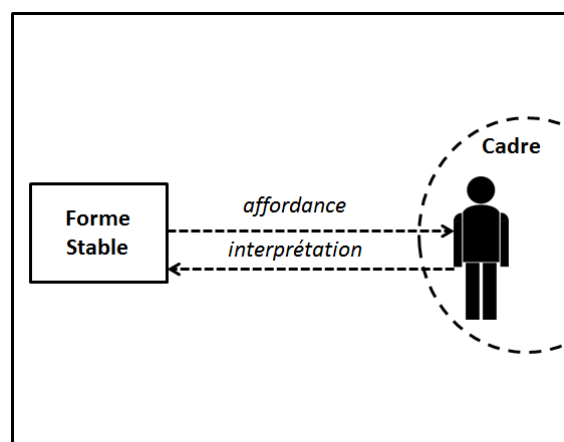 Cadre
affordance
Forme
Stable
interprétation